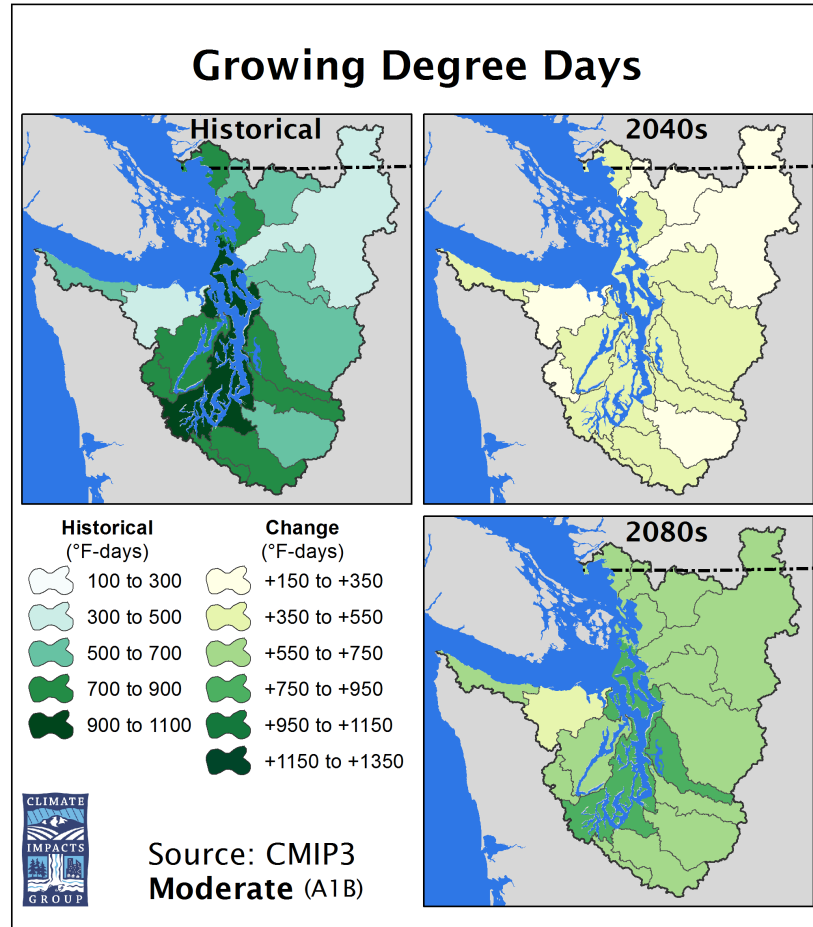 Growing Degree Days
Historical
2040s
Historical
(°F-days)
100 to 300
300 to 500
500 to 700
700 to 900
900 to 1100
Change
(°F-days)
+150 to +350
+350 to +550
+550 to +750
+750 to +950
+950 to +1150
+1150 to +1350
2080s
CLIMATE
IMPACTS
GROUP
Source: CMIP3
Moderate (A1B)